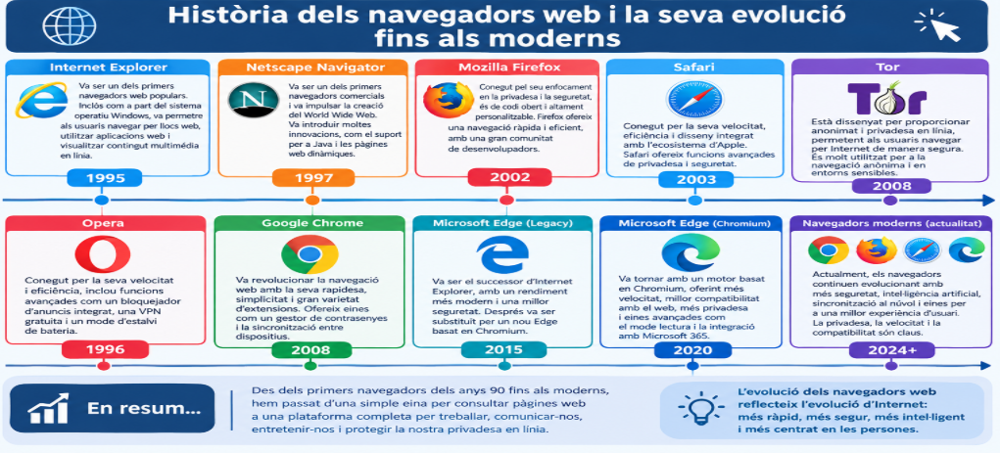 Història dels navegadors web i la seva evolució
fins als moderns
Internet Explorer
Va ser un dels primers
navegadors web populars.
Inclòs com a part del sistema
operatiu Windows, va permetre
als usuaris navegar per llocs web,
utilitzar aplicacions web i
visualitzar contingut multimèdia
en línia.
1995
Netscape Navigator
N
Va ser un dels primers
navegadors comercials
i va impulsar la creació
del World Wide Web.
Va introduir moltes
innovacions, com el suport
per a Java i les pàgines
web dinàmiques.
1997
Mozilla Firefox
Conegut pel seu enfocament
en la privadesa i la seguretat,
és de codi obert i altament
personalitzable. Firefox ofereix
una navegació ràpida i eficient,
amb una gran comunitat
de desenvolupadors.
2002
Safari
Conegut per la seva velocitat,
eficiència i disseny integrat
amb l'ecosistema d'Apple.
Safari ofereix funcions avançades
de privadesa i seguretat.
2003
Tor
Tor
Està dissenyat per proporcionar
anonimat i privadesa en línia,
permetent als usuaris navegar
per Internet de manera segura.
És molt utilitzat per a la
navegació anònima i en
entorns sensibles.
2008
Opera
Conegut per la seva velocitat
i eficiència, inclou funcions
avançades com un bloquejador
d'anuncis integrat, una VPN
gratuïta i un mode d'estalvi
de bateria.
1996
Google Chrome
Va revolucionar la navegació
web amb la seva rapidesa,
simplicitat i gran varietat
d'extensions. Ofereix eines
com un gestor de contrasenyes
i la sincronització entre
dispositius.
2008
Microsoft Edge (Legacy)
Va ser el successor d'Internet
Explorer, amb un rendiment
més modern i una millor
seguretat. Després va ser
substituït per un nou Edge
basat en Chromium.
2015
Microsoft Edge (Chromium)
Va tornar amb un motor basat
en Chromium, oferint més
velocitat, millor compatibilitat
amb el web, més privadesa
i eines avançades com
el mode lectura i la integració
amb Microsoft 365.
2020
Navegadors moderns (actualitat)
Actualment, els navegadors
continuen evolucionant amb
més seguretat, intel·ligència artificial,
sincronització al núvol i eines per
a una millor experiència d'usuari.
La privadesa, la velocitat i la
compatibilitat són claus.
2024+
En resum...
Des dels primers navegadors dels anys 90 fins als moderns,
hem passat d'una simple eina per consultar pàgines web
a una plataforma completa per treballar, comunicar-nos,
entretenir-nos i protegir la nostra privadesa en línia.
L'evolució dels navegadors web
reflecteix l'evolució d'Internet:
més ràpid, més segur, més intel·ligent
i més centrat en les persones.